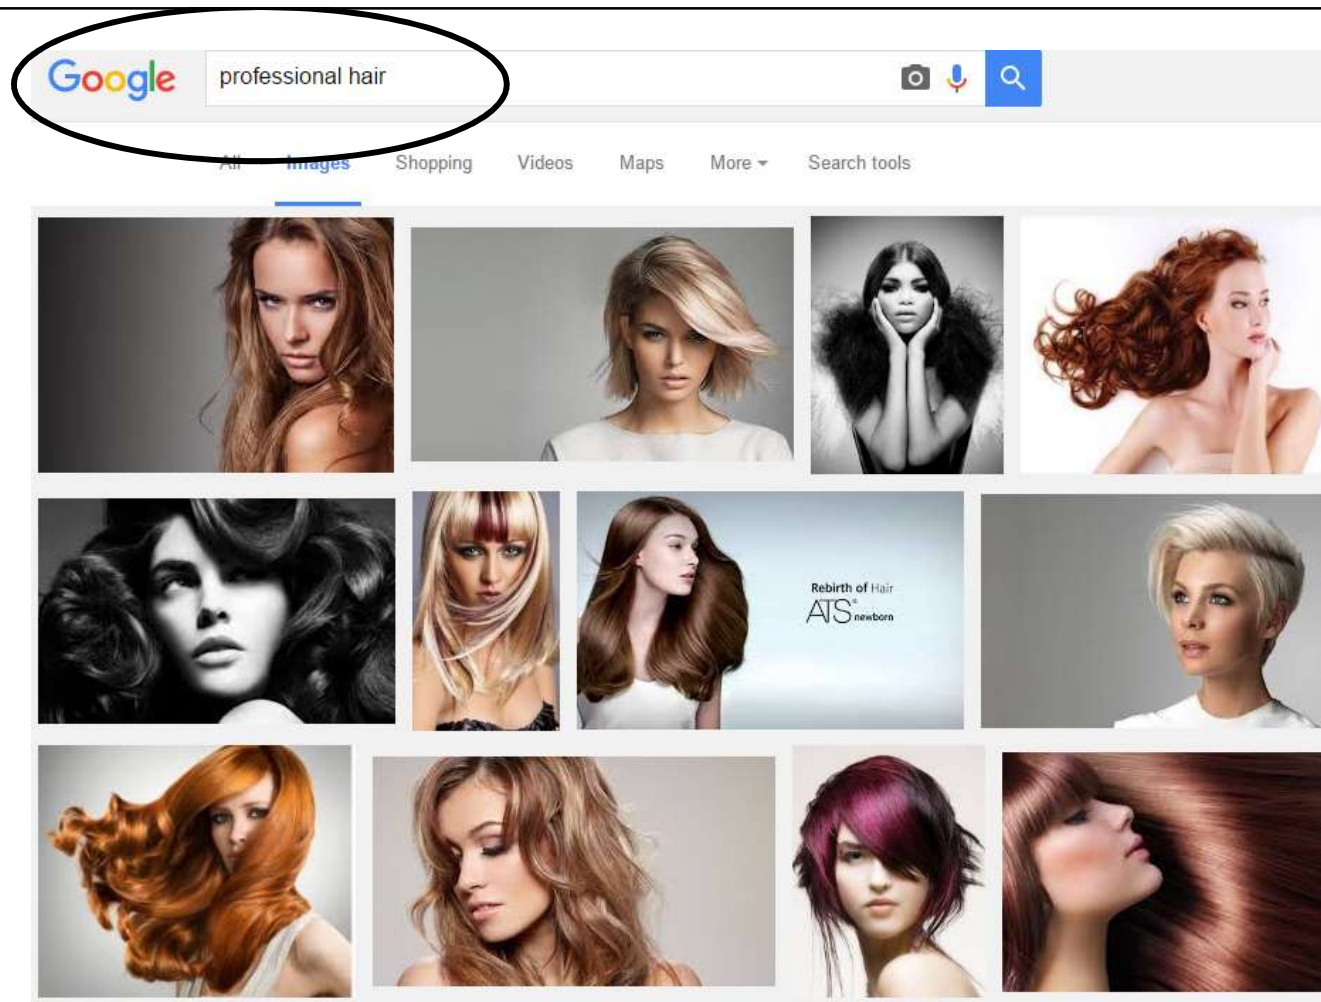 Google professional hair
All Images Shopping Videos Maps More Search tools
Rebirth of Hair
ATS® newborn